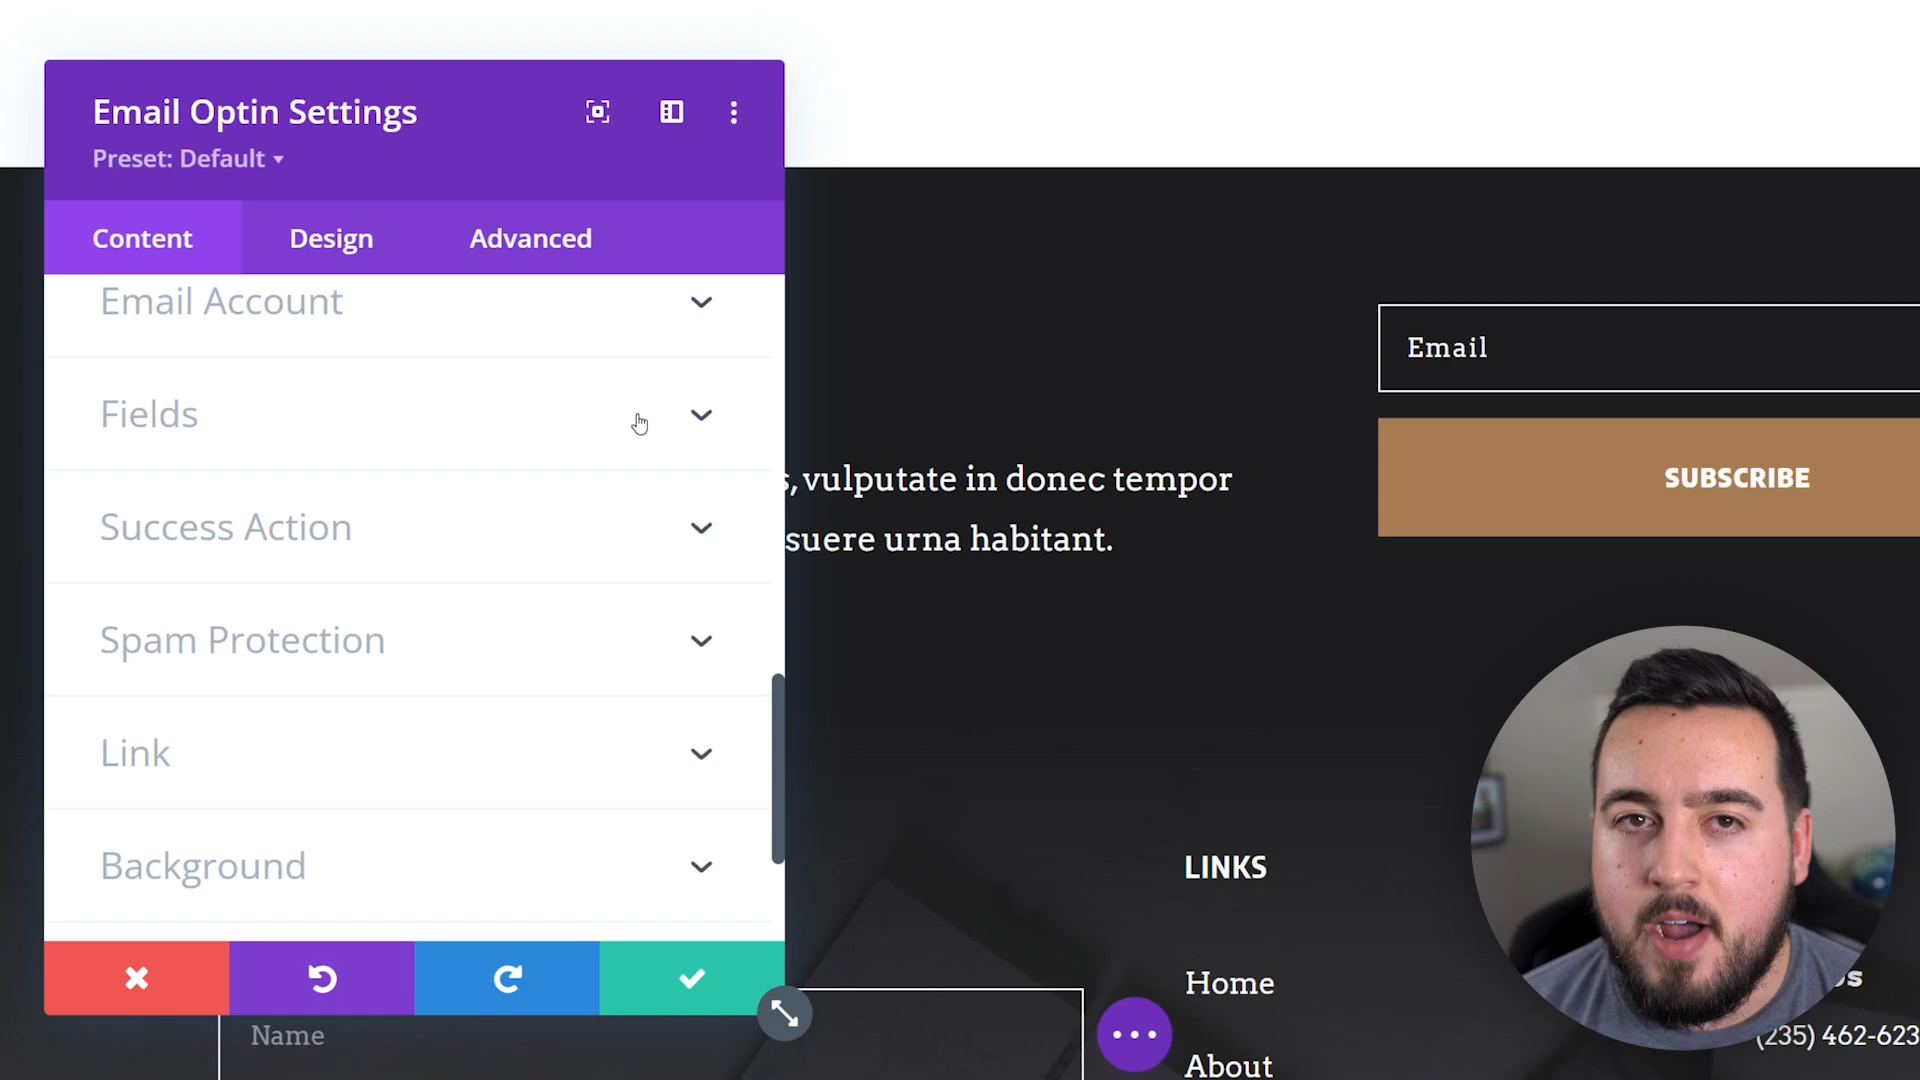 Email Optin Settings
Preset: Default
Content
Design
Advanced
Email Account
Fields
Success Action
Spam Protection
Link
Background
Email
SUBSCRIBE
, vulputate in donec tempor
suere urna habitant.
LINKS
Home
About
Name
(235) 462-623